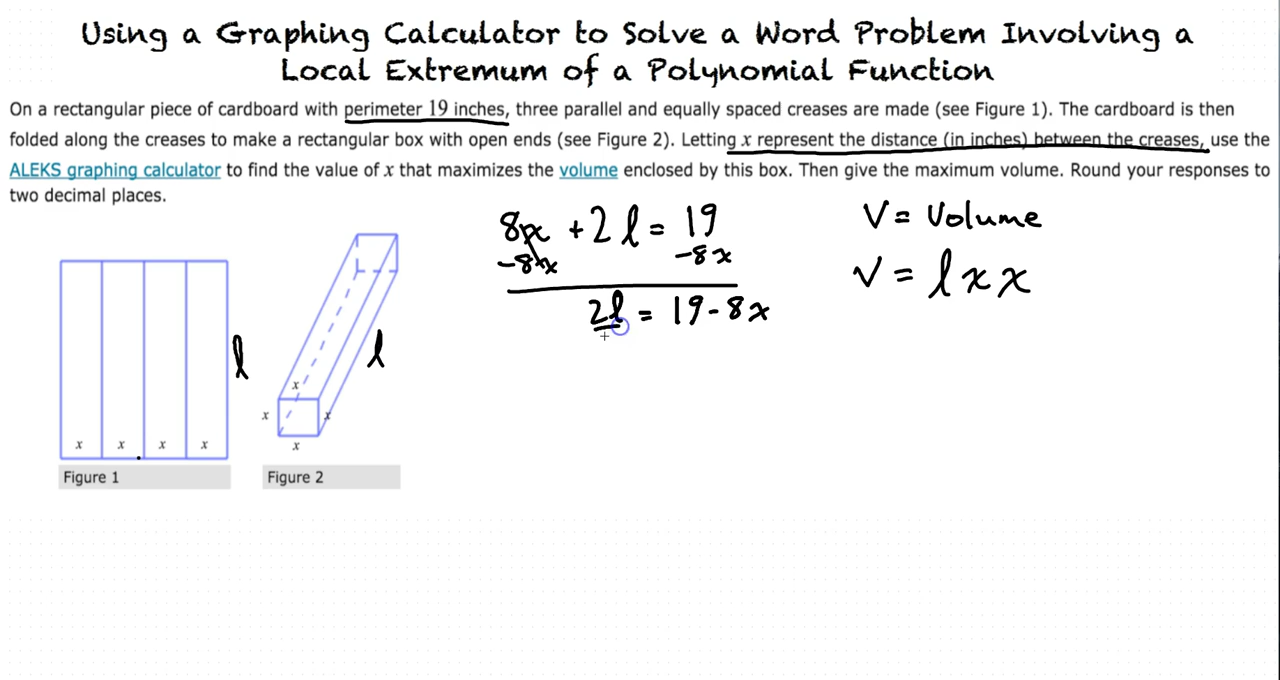 Using a Graphing Calculator to Solve a Word Problem Involving a
Local Extremum of a Polynomial Function
On a rectangular piece of cardboard with perimeter 19 inches, three parallel and equally spaced creases are made (see Figure 1). The cardboard is then
folded along the creases to make a rectangular box with open ends (see Figure 2). Letting x represent the distance (in inches) between the creases, use the
ALEKS graphing calculator to find the value of x that maximizes the volume enclosed by this box. Then give the maximum volume. Round your responses to
two decimal places.
8x + 2l = 19
-8x -8x
2l = 19-8x
V = Volume
V = l x x
l
x x x x
Figure 1
l
x
x x
x
Figure 2